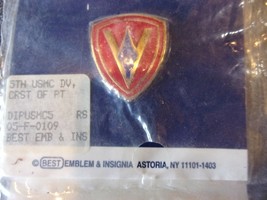 5TH USMC DV,
CRST OF PT
DIPUSMC5 RS
05-F-0109
BEST EMB & INS
V
© BEST EMBLEM & INSIGNIA ASTORIA, NY 11101-1403